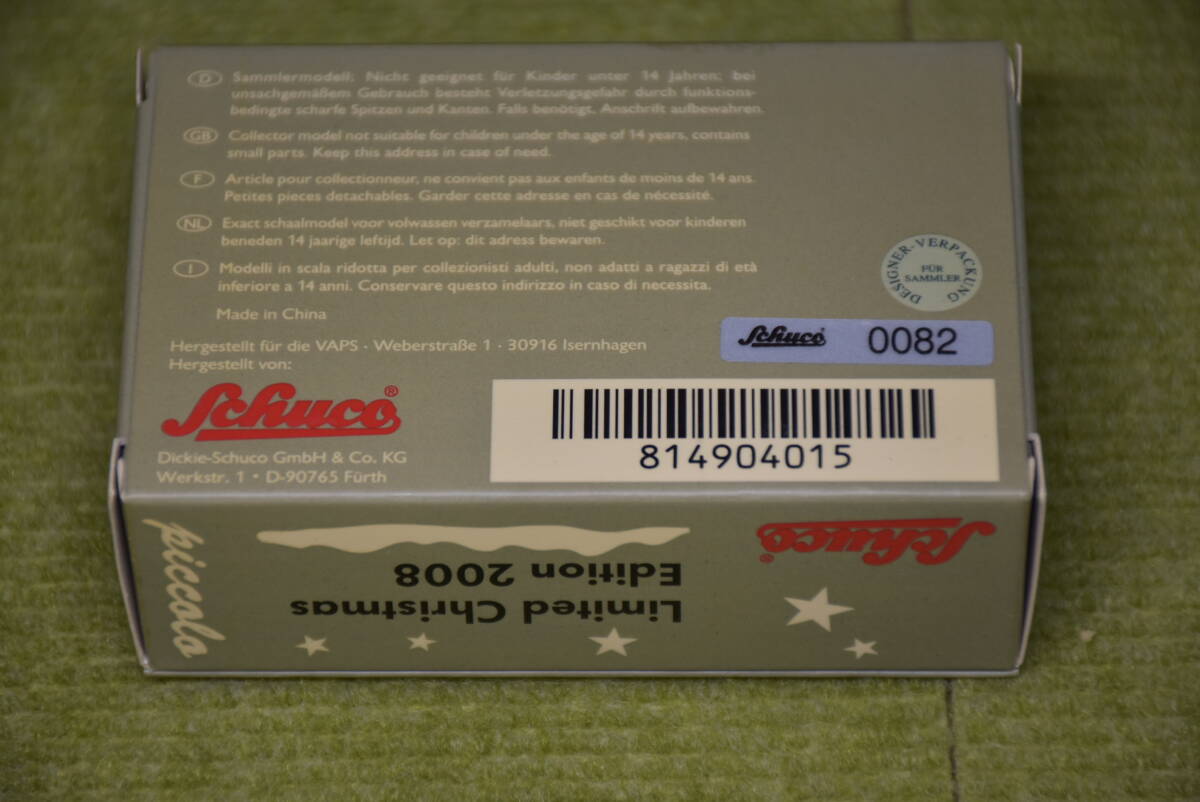 D Sammlermodell; Nicht geeignet für Kinder unter 14 Jahren; bei
unsachgemäßem Gebrauch besteht Verletzungsgefahr durch funktions-
bedingte scharfe Spitzen und Kanten. Falls benötigt, Anschrift aufbewahren.
GB Collector model not suitable for children under the age of 14 years, contains
small parts. Keep this address in case of need.
F Article pour collectionneur, ne convient pas aux enfants de moins de 14 ans.
Petites pieces detachables. Garder cette adresse en cas de nécessité.
NL Exact schaalmodel voor volwassen verzamelaars, niet geschikt voor kinderen
beneden 14 jaarige leftijd. Let op: dit adress bewaren.
I Modelli in scala ridotta per collezionisti adulti, non adatti a ragazzi di età
inferiore a 14 anni. Conservare questo indirizzo in caso di necessita.
Made in China
DESIGNER-VERPACKUNG
FÜR
SAMMLER
Schuco 0082
Hergestellt für die VAPS · Weberstraße 1 · 30916 Isernhagen
Hergestellt von:
Schuco®
Dickie-Schuco GmbH & Co. KG
Werkstr. 1 • D-90765 Fürth
814904015
Schuco®
Limited Christmas
Edition 2008
piccolo